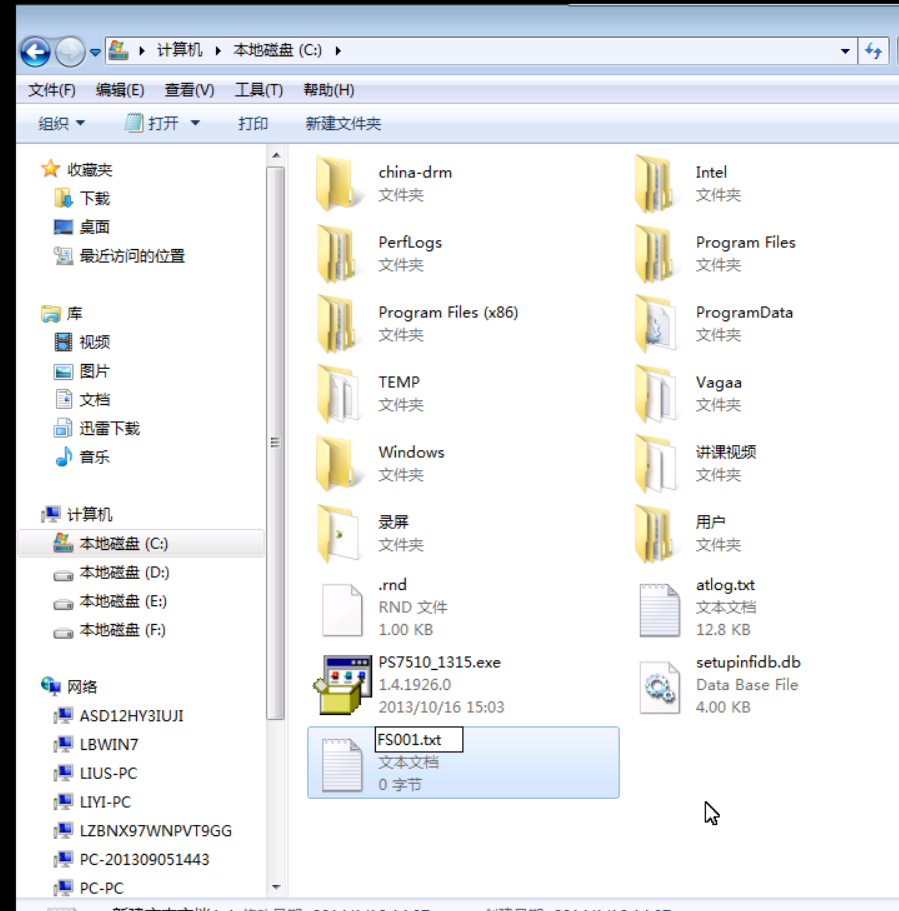 计算机 本地磁盘 (C:)
文件(F) 编辑(E) 查看(V) 工具(T) 帮助(H)
组织 打开 打印 新建文件夹
收藏夹
下载
桌面
最近访问的位置
库
视频
图片
文档
迅雷下载
音乐
计算机
本地磁盘 (C:)
本地磁盘 (D:)
本地磁盘 (E:)
本地磁盘 (F:)
网络
ASD12HY3IUJI
LBWIN7
LIUS-PC
LIYI-PC
LZBNX97WNPVT9GG
PC-201309051443
PC-PC
china-drm
文件夹
Intel
文件夹
PerfLogs
文件夹
Program Files
文件夹
Program Files (x86)
文件夹
ProgramData
文件夹
TEMP
文件夹
Vagaa
文件夹
Windows
文件夹
讲课视频
文件夹
录屏
文件夹
用户
文件夹
.rnd
RND 文件
1.00 KB
atlog.txt
文本文档
12.8 KB
PS7510_1315.exe
1.4.1926.0
2013/10/16 15:03
setupinfidb.db
Data Base File
4.00 KB
FS001.txt
文本文档
0 字节